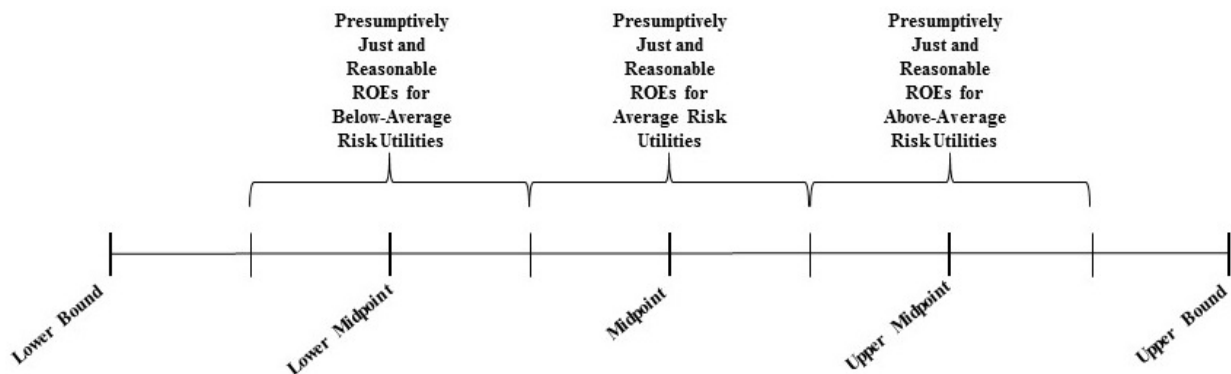 Presumptively
Just and
Reasonable
ROEs for
Below-Average
Risk Utilities
Presumptively
Just and
Reasonable
ROEs for
Average Risk
Utilities
Presumptively
Just and
Reasonable
ROEs for
Above-Average
Risk Utilities
Lower Bound
Lower Midpoint
Midpoint
Upper Midpoint
Upper Bound